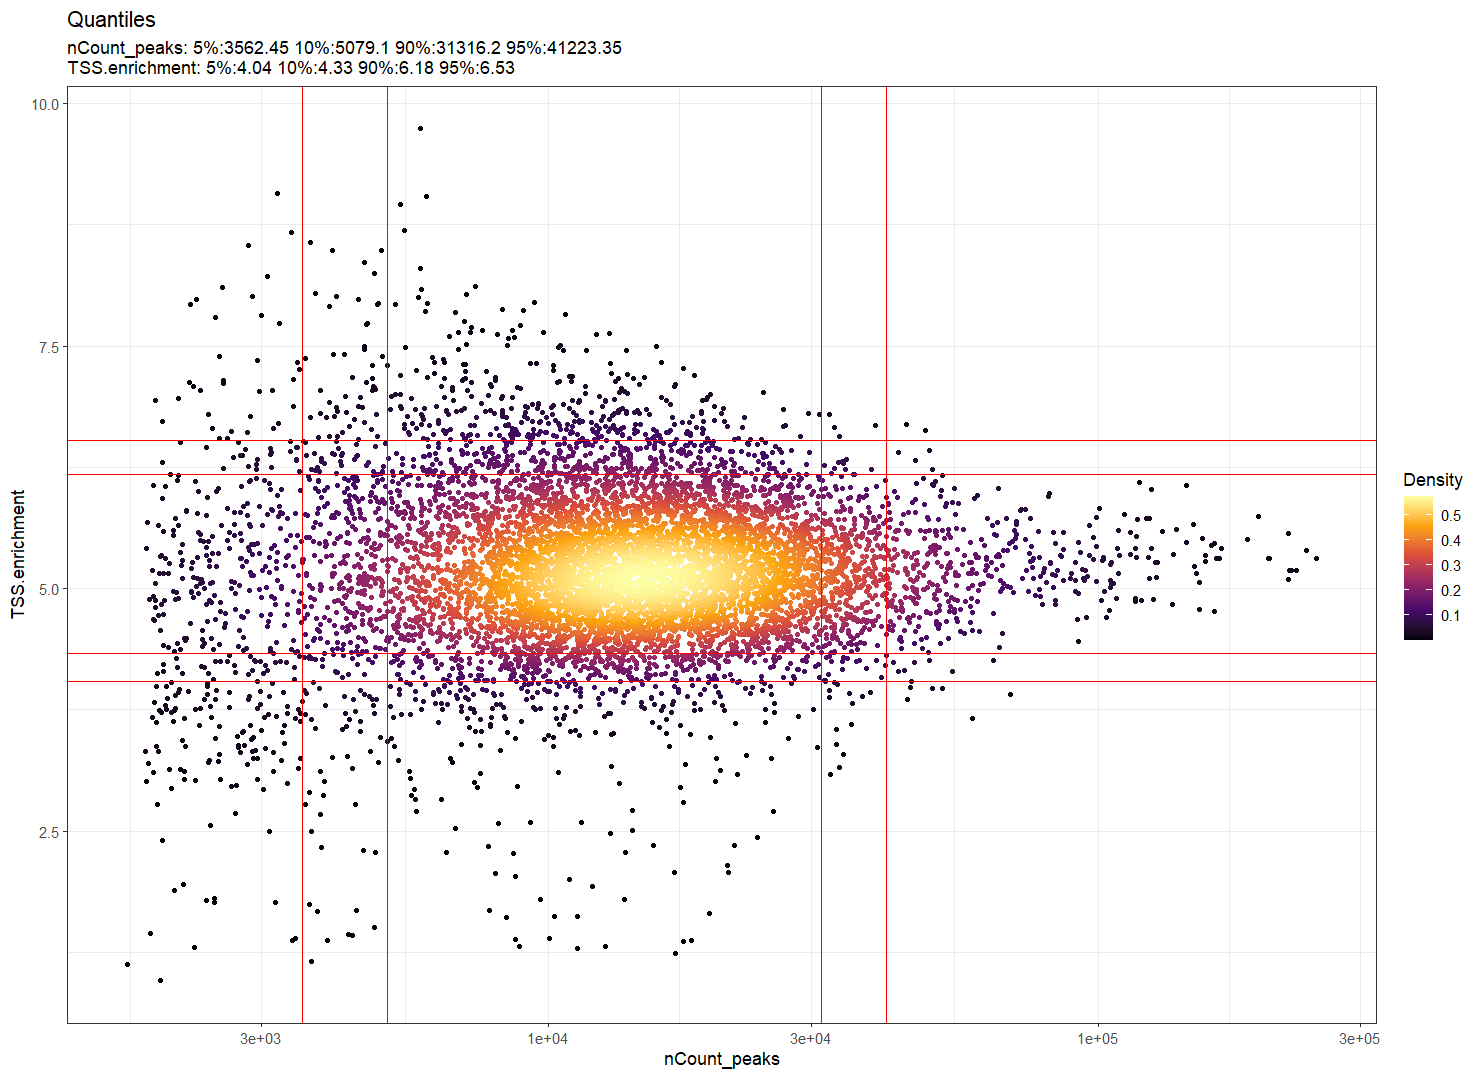 Quantiles
nCount_peaks: 5%:3562.45 10%:5079.1 90%:31316.2 95%:41223.35
TSS.enrichment: 5%:4.04 10%:4.33 90%:6.18 95%:6.53
10.0
7.5
5.0
2.5
TSS.enrichment
3e+03
1e+04
3e+04
1e+05
3e+05
nCount_peaks
Density
0.5
0.4
0.3
0.2
0.1